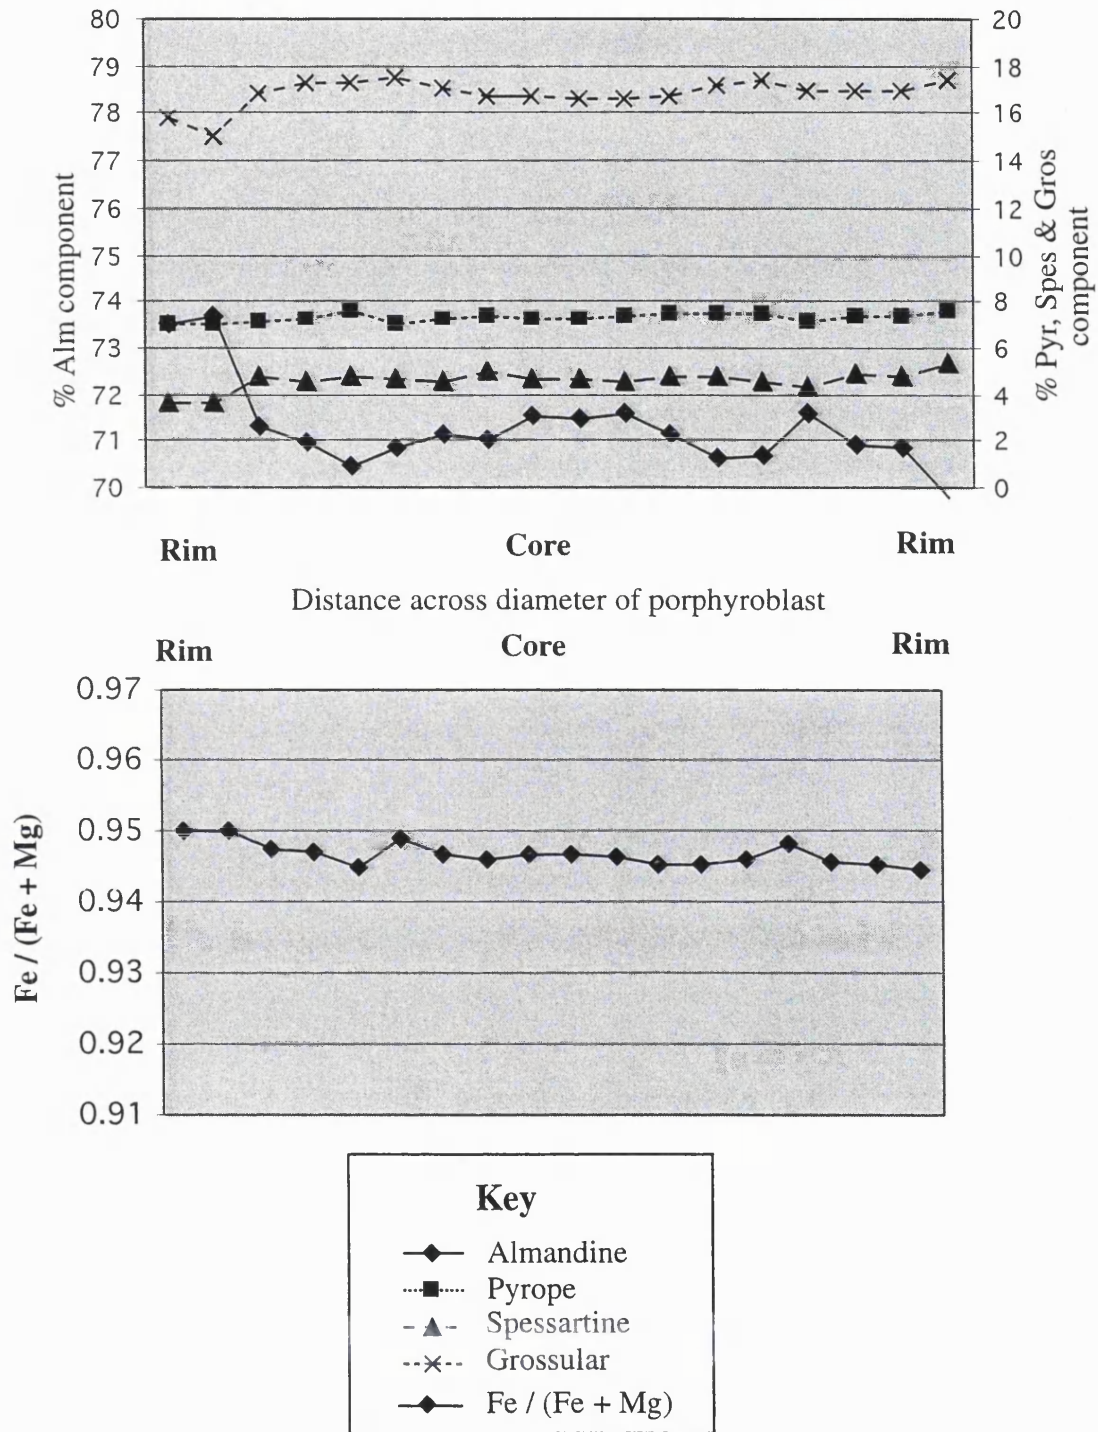 80
79
78
77
76
75
74
73
72
71
70
% Alm component
20
18
16
14
12
10
8
6
4
2
0
% Pyr, Spes & Gros
component
Rim Core Rim
Distance across diameter of porphyroblast
Rim Core Rim
0.97
0.96
0.95
0.94
0.93
0.92
0.91
Fe / (Fe + Mg)
Key
Almandine
Pyrope
Spessartine
Grossular
Fe / (Fe + Mg)